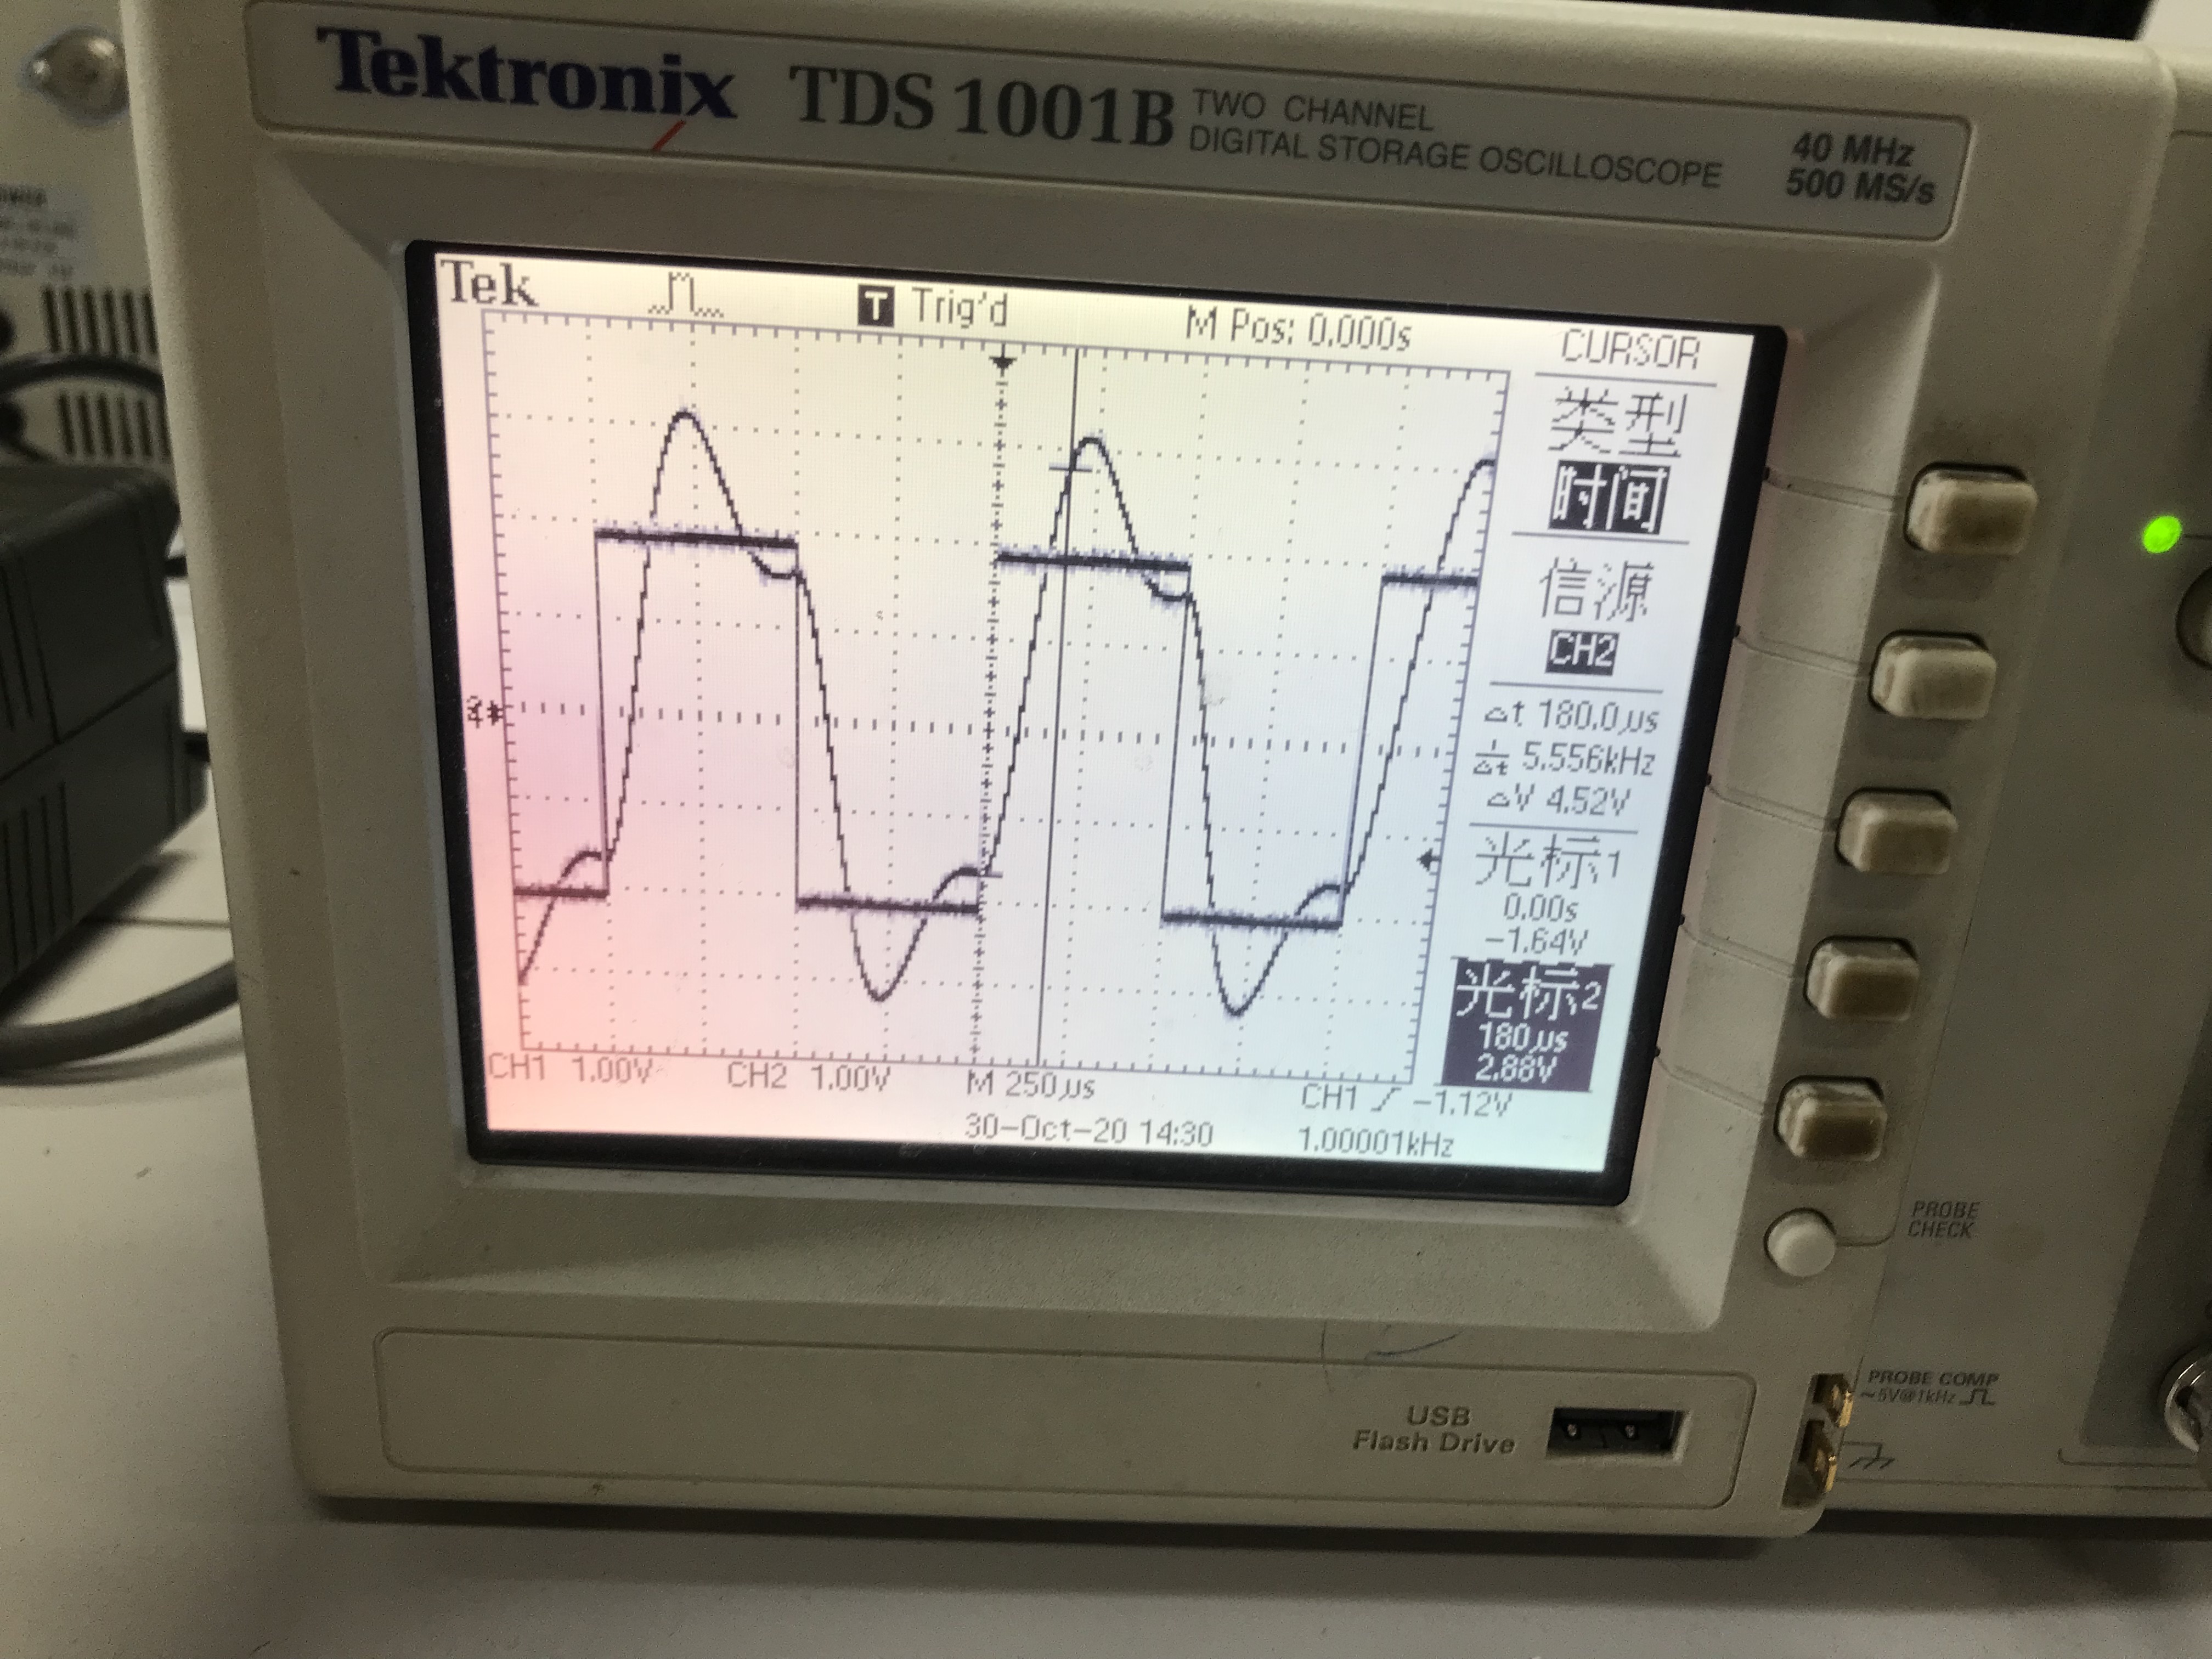 Tektronix TDS 1001B TWO CHANNEL
DIGITAL STORAGE OSCILLOSCOPE
40 MHz
500 MS/s
Tek
T Trig'd
M Pos: 0.000s
CURSOR
类型
时间
信源
CH2
△t 180.0µs
1/△t 5.556kHz
△V 4.52V
光标1
0.00s
-1.64V
光标2
180µs
2.88V
CH1 1.00V
CH2 1.00V
M 250µs
CH1 -1.12V
30-Oct-20 14:30
1.00001kHz
PROBE
CHECK
PROBE COMP
~5V@1kHz
USB
Flash Drive